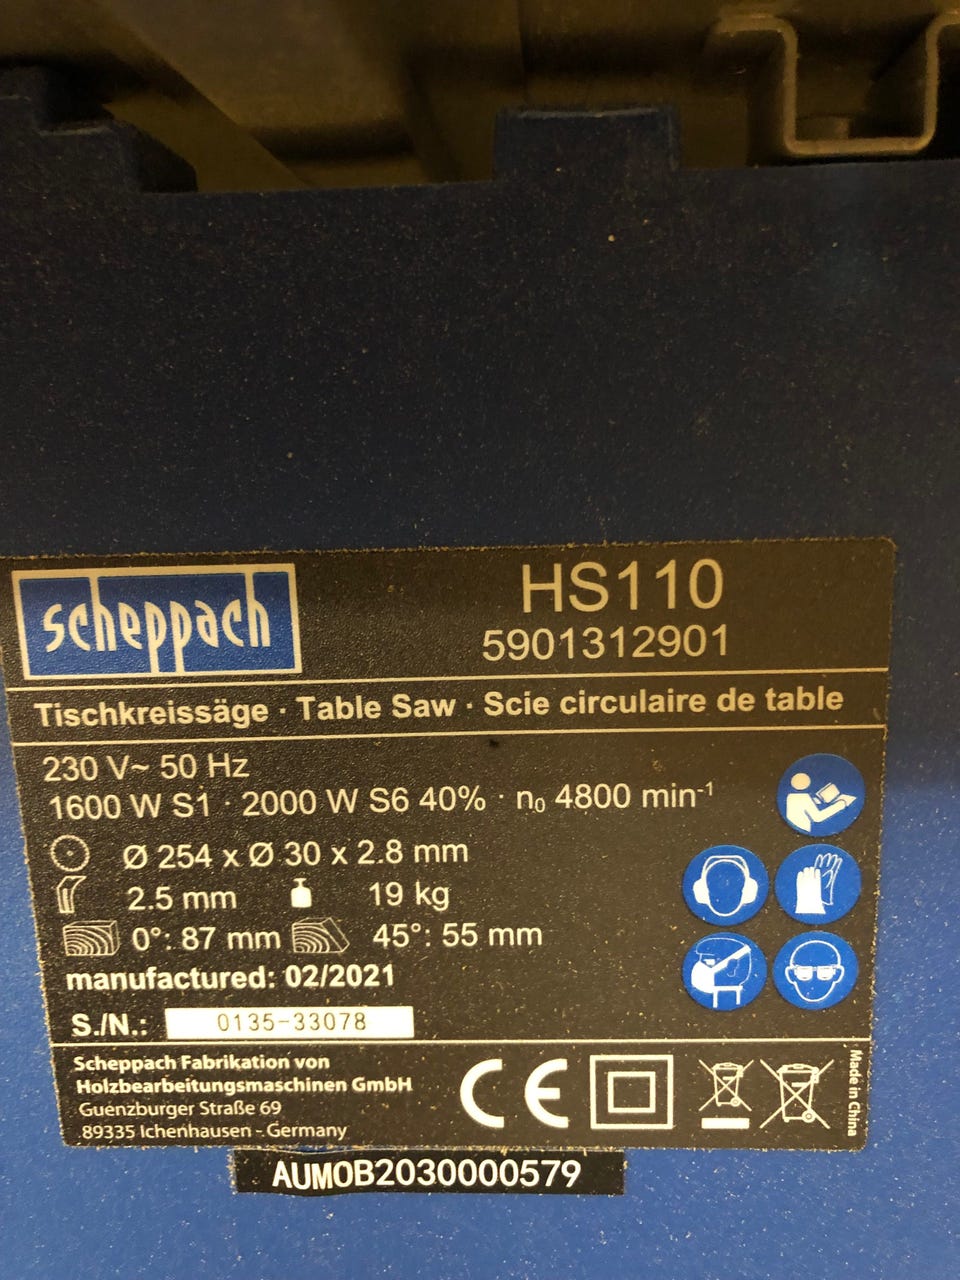 scheppach
HS110
5901312901
Tischkreissäge · Table Saw · Scie circulaire de table
230 V~ 50 Hz
1600 W S1 · 2000 W S6 40% · n₀ 4800 min⁻¹
Ø 254 x Ø 30 x 2.8 mm
2.5 mm 19 kg
0°: 87 mm 45°: 55 mm
manufactured: 02/2021
S./N.: 0135-33078
Scheppach Fabrikation von
Holzbearbeitungsmaschinen GmbH
Guenzburger Straße 69
89335 Ichenhausen - Germany
CE
Made in China
AUMOB2030000579